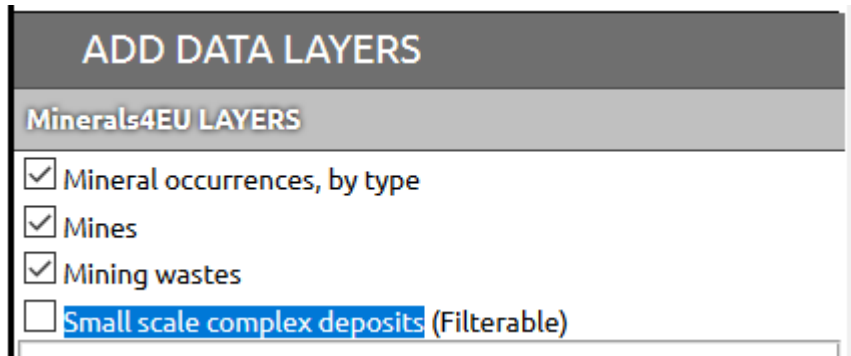 ADD DATA LAYERS
Minerals4EU LAYERS
Mineral occurrences, by type
Mines
Mining wastes
Small scale complex deposits (Filterable)